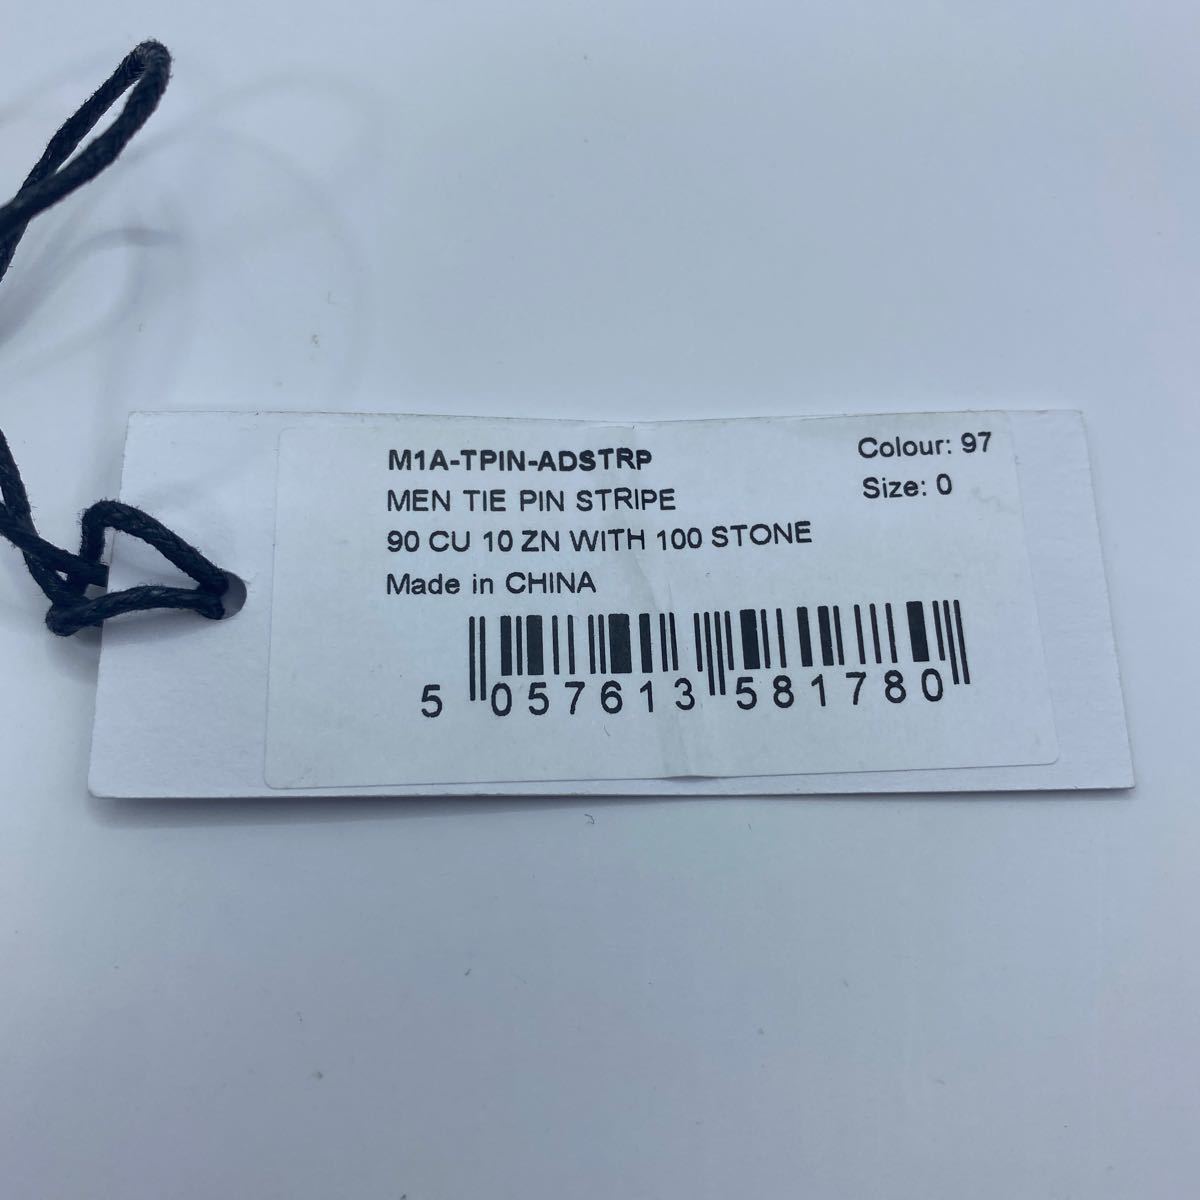 M1A-TPIN-ADSTRP
MEN TIE PIN STRIPE
90 CU 10 ZN WITH 100 STONE
Made in CHINA
Colour: 97
Size: 0
5 057613 581780